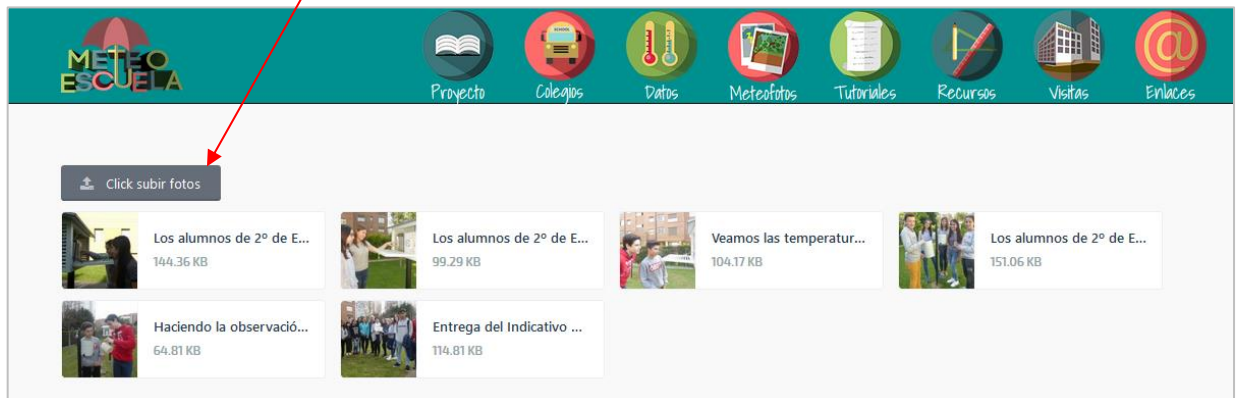 METEO
ESCUELA
SCHOOL
Proyecto Colegios Datos Meteofotos Tutoriales Recursos Visitas Enlaces
Click subir fotos
Los alumnos de 2º de E... Los alumnos de 2º de E... Veamos las temperatur... Los alumnos de 2º de E...
144.36 KB 99.29 KB 104.17 KB 151.06 KB
Haciendo la observació... Entrega del Indicativo ...
64.81 KB 114.81 KB